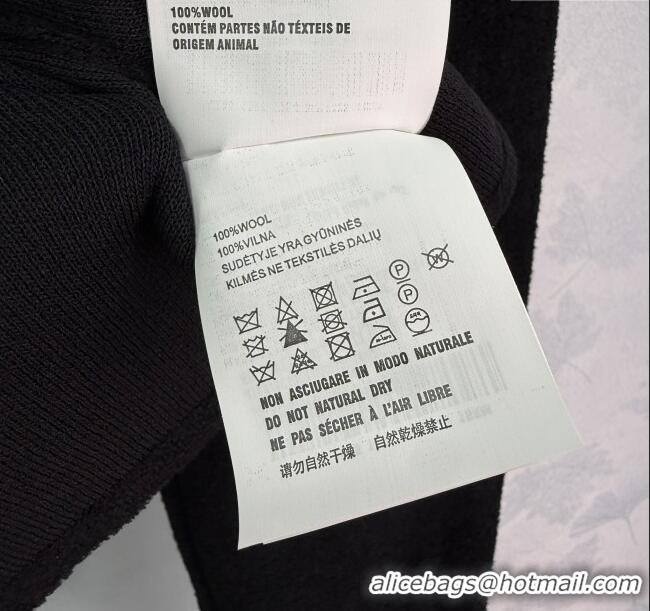 100%WOOL
CONTÉM PARTES NÃO TÉXTEIS DE
ORIGEM ANIMAL
100%WOOL
100%VILNA
SUDĖTYJE YRA GYŪNINĖS
KILMĖS NE TEKSTILĖS DALIŲ
P
P
W
NON ASCIUGARE IN MODO NATURALE
DO NOT NATURAL DRY
NE PAS SÉCHER À L'AIR LIBRE
请勿自然干燥 自然乾燥禁止
alicebags@hotmail.com